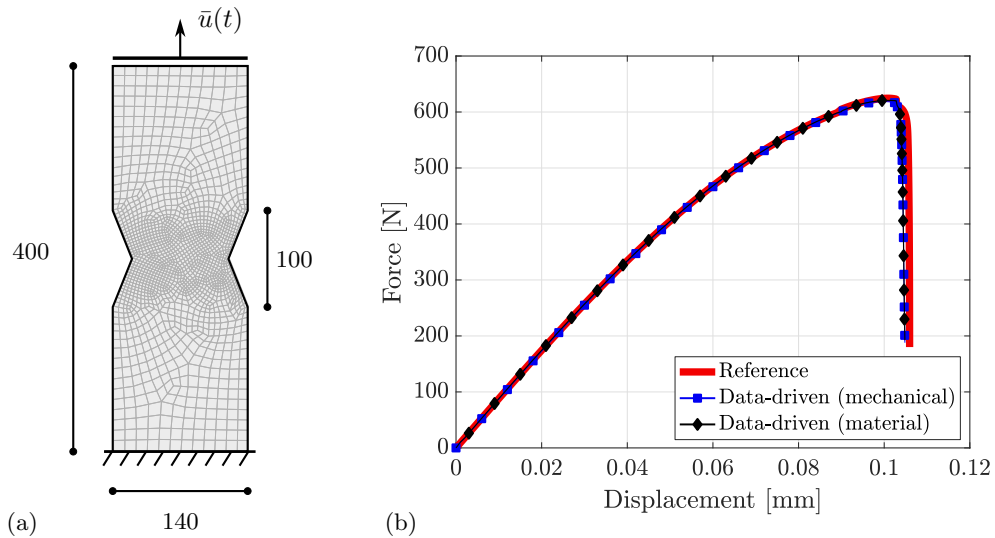 ū(t)
400
100
140
(a)
700
600
500
400
300
200
100
0
Force [N]
0
0.02
0.04
0.06
0.08
0.1
0.12
Displacement [mm]
Reference
Data-driven (mechanical)
Data-driven (material)
(b)